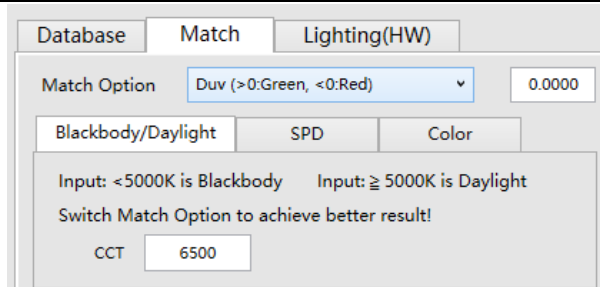 Database Match Lighting(HW)
Match Option Duv (>0:Green, <0:Red) 0.0000
Blackbody/Daylight SPD Color
Input: <5000K is Blackbody Input: ≧ 5000K is Daylight
Switch Match Option to achieve better result!
CCT 6500